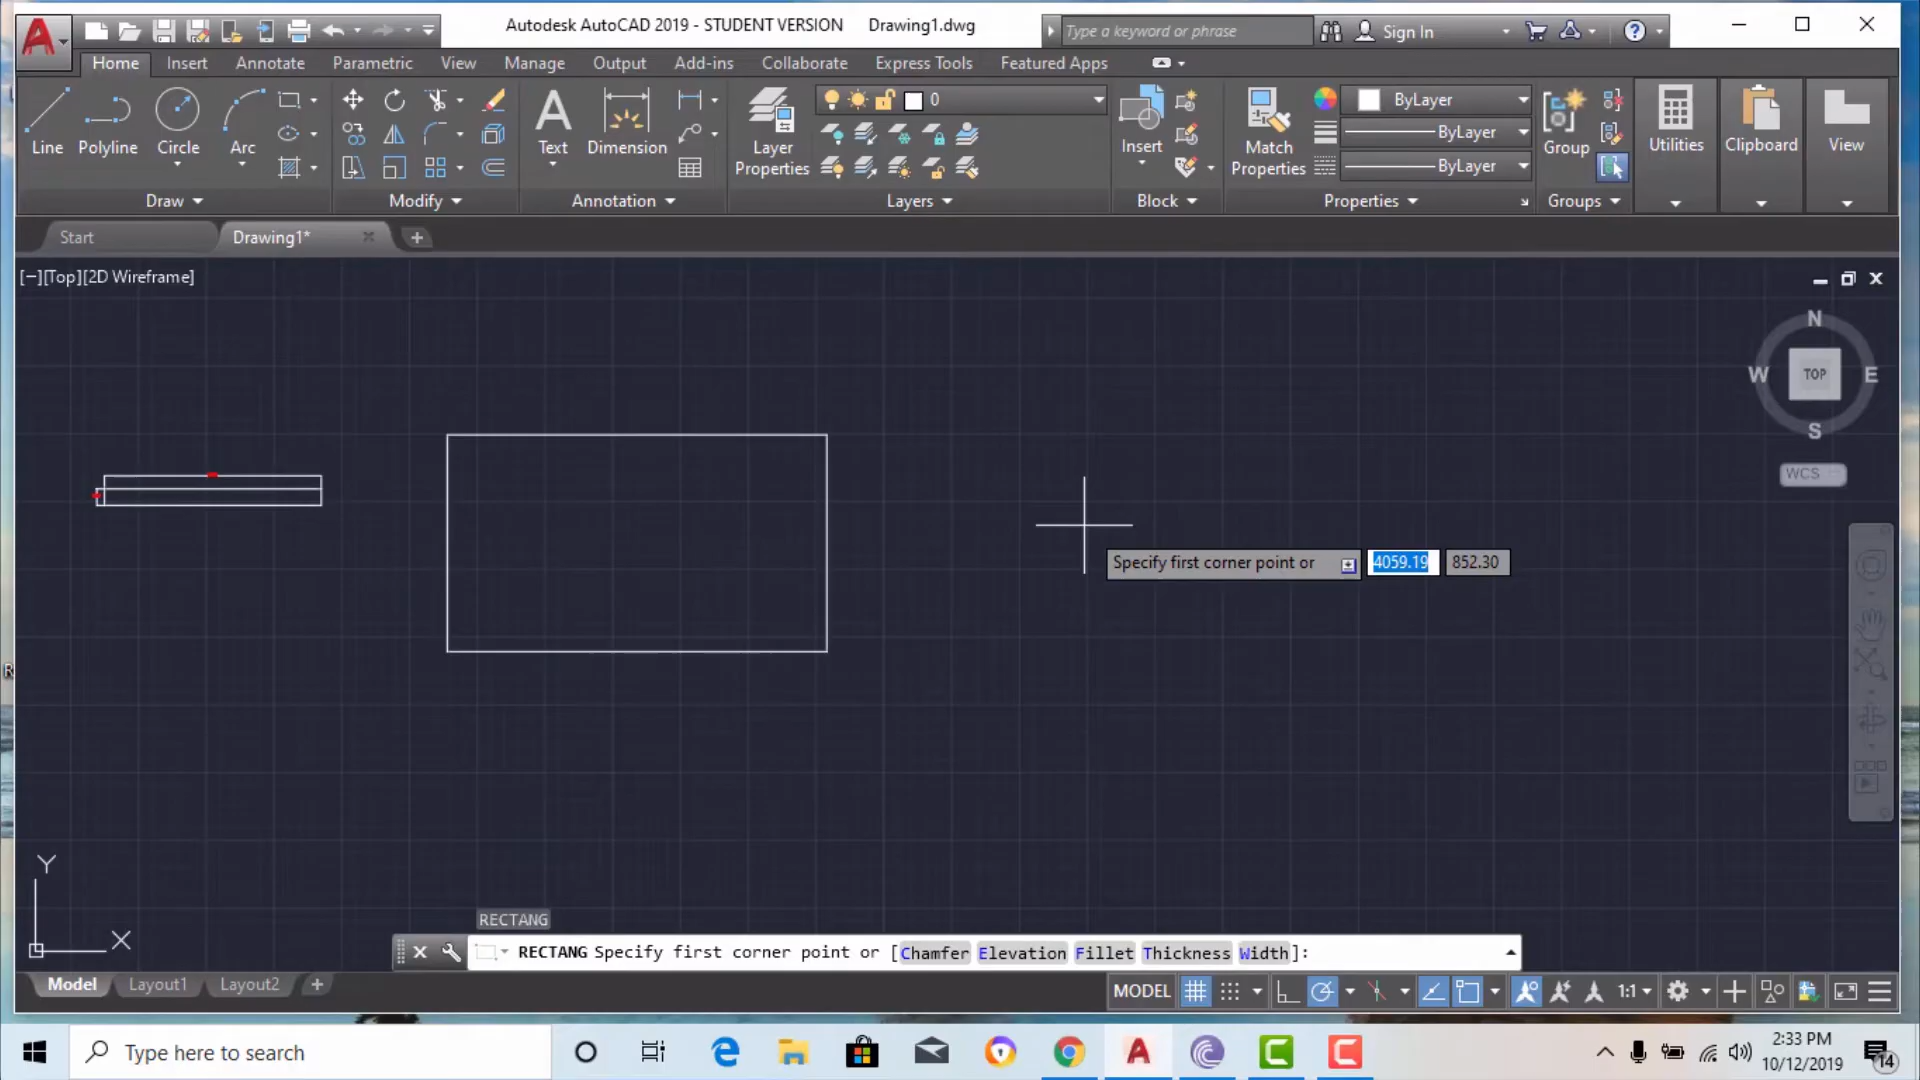 Autodesk AutoCAD 2019 - STUDENT VERSION Drawing1.dwg
Type a keyword or phrase
Sign In
Home Insert Annotate Parametric View Manage Output Add-ins Collaborate Express Tools Featured Apps
0
ByLayer
ByLayer
ByLayer
Line Polyline Circle Arc
Text Dimension
Layer Properties
Insert
Match Properties
Group
Utilities
Clipboard
View
Draw Modify Annotation Layers Block Properties Groups
Start Drawing1*
[−][Top][2D Wireframe]
N
W TOP E
S
WCS
Specify first corner point or 4059.19 852.30
R
Y
X
RECTANG
RECTANG Specify first corner point or [Chamfer Elevation Fillet Thickness Width]:
Model Layout1 Layout2
MODEL 1:1
Type here to search
2:33 PM
10/12/2019
14